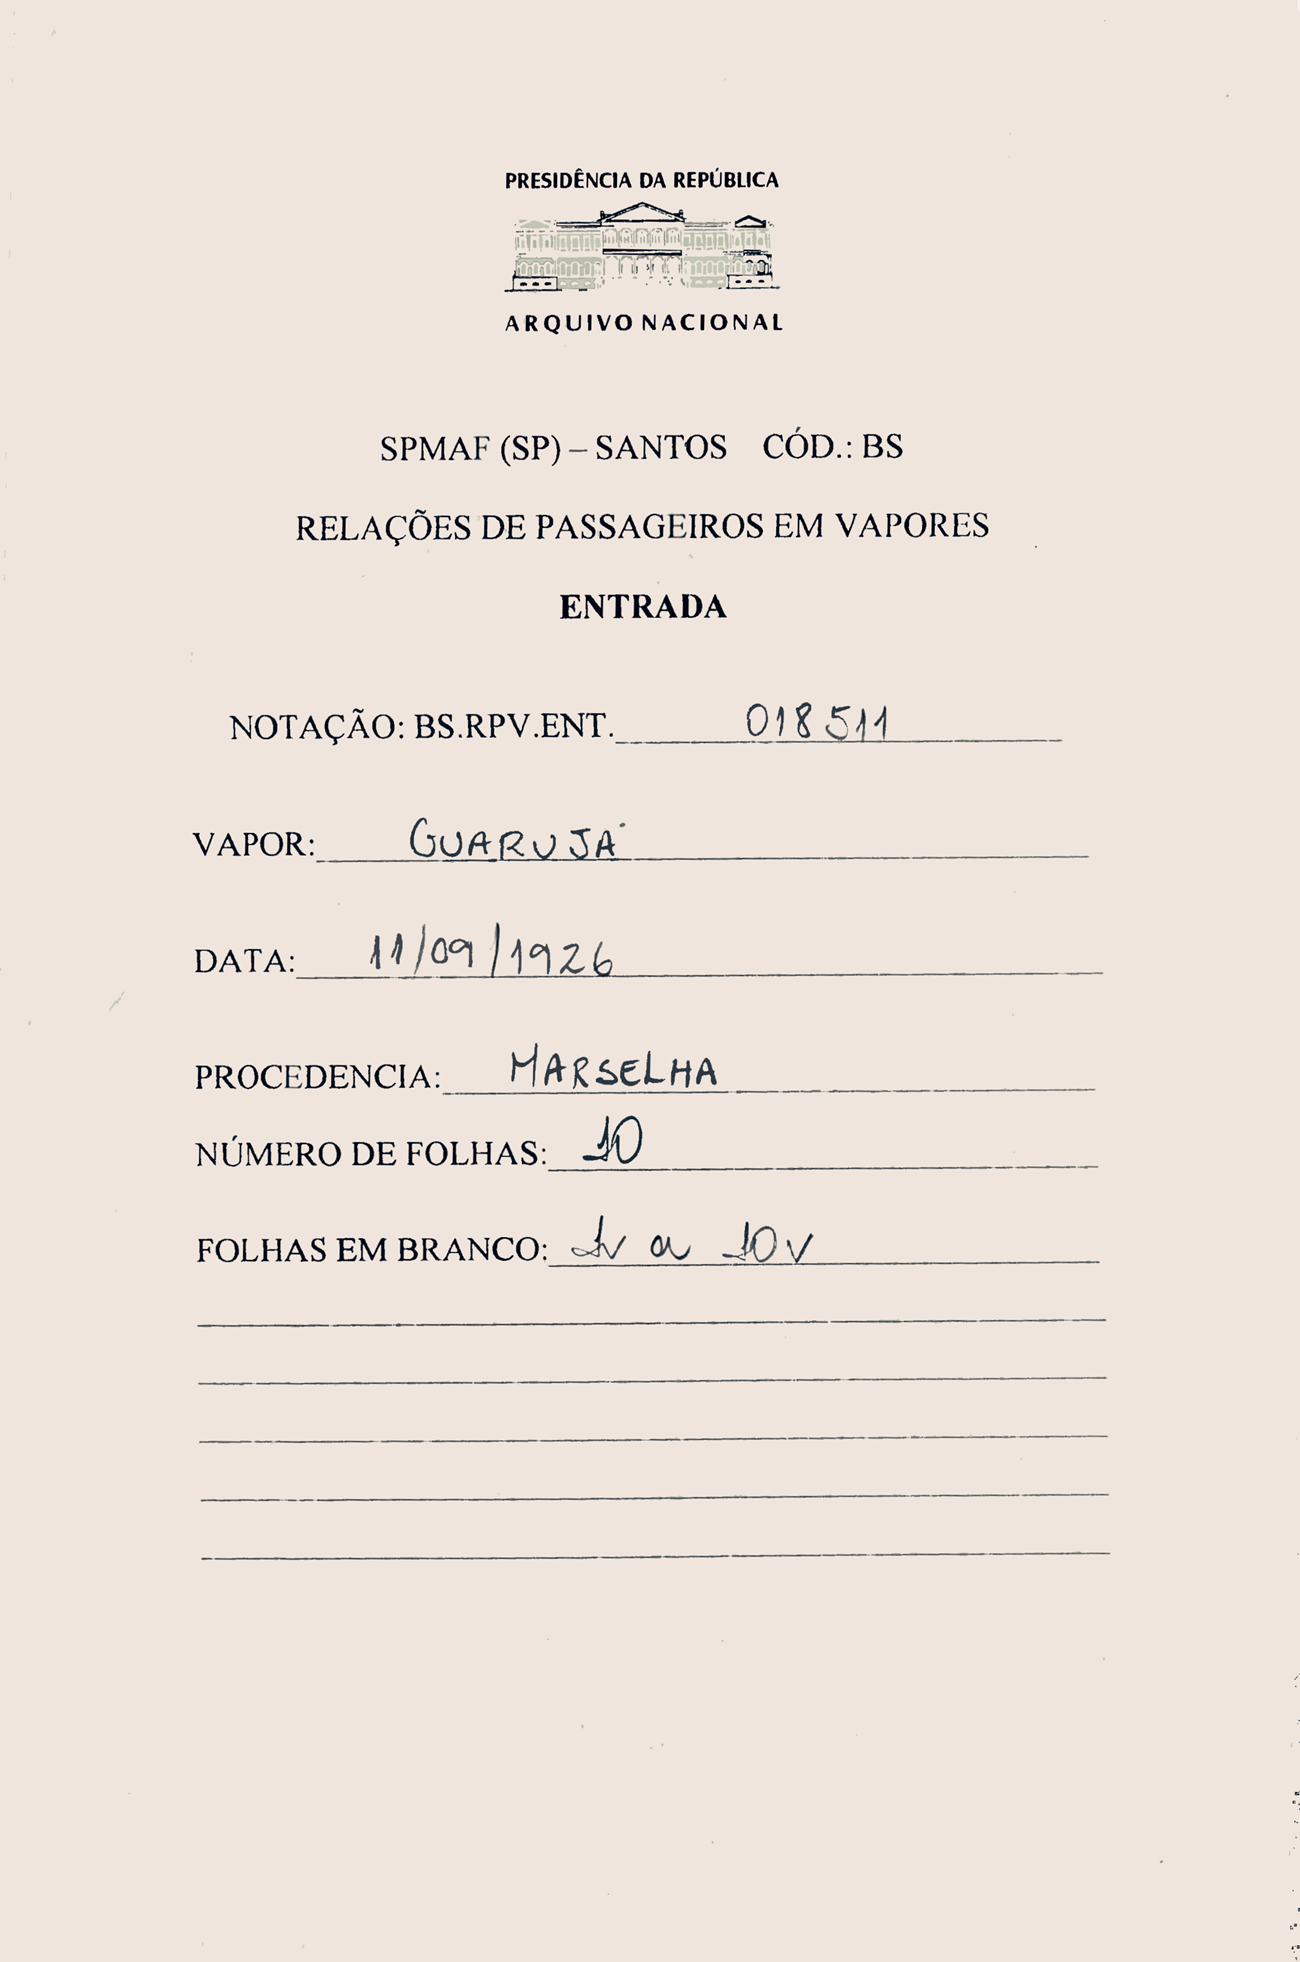 PRESIDÊNCIA DA REPÚBLICA
ARQUIVO NACIONAL
SPMAF (SP) – SANTOS CÓD.: BS
RELAÇÕES DE PASSAGEIROS EM VAPORES
ENTRADA
NOTAÇÃO: BS.RPV.ENT. 018511
VAPOR: GUARUJÁ
DATA: 11/09/1926
PROCEDENCIA: MARSELHA
NÚMERO DE FOLHAS: 10
FOLHAS EM BRANCO: 1v a 10v